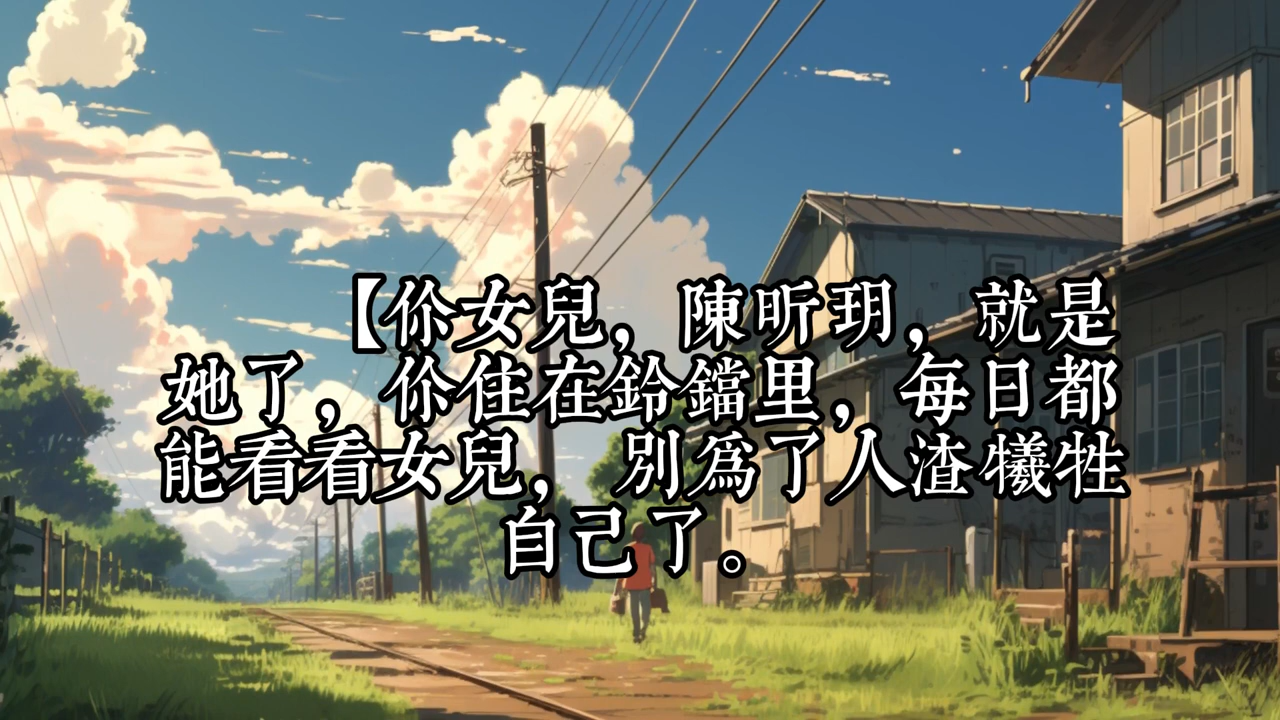 【伱女兒，陳昕玥，就是
她了，伱住在鈴鐺里，每日都
能看看女兒，別爲了人渣犧牲
自己了。